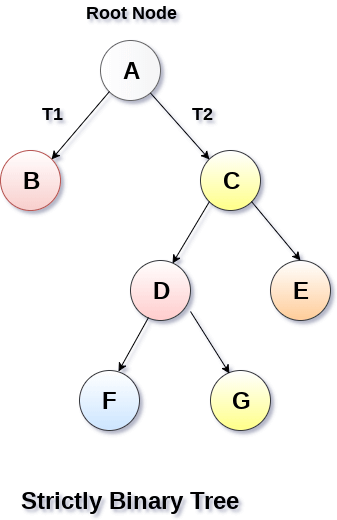 Root Node
A
T1
T2
B
C
D
E
F
G
Strictly Binary Tree